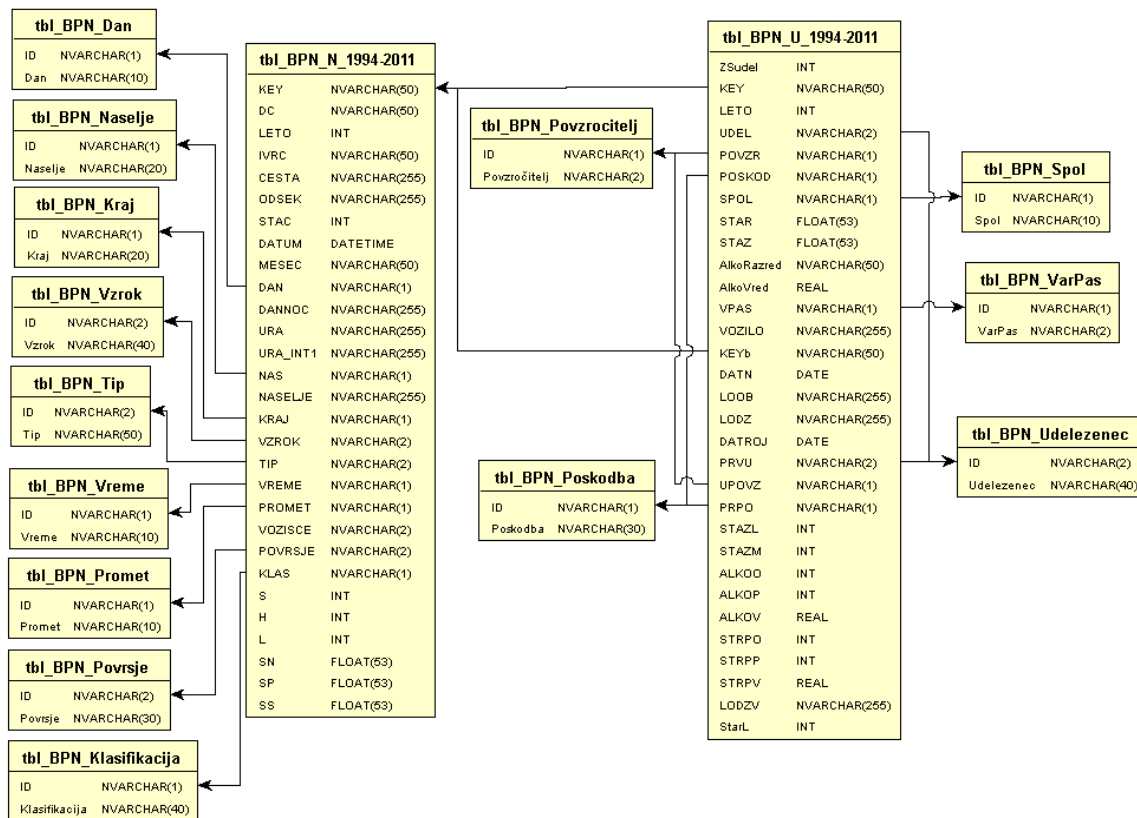 tbl_BPN_Dan
ID NVARCHAR(1)
Dan NVARCHAR(10)
tbl_BPN_Naselje
ID NVARCHAR(1)
Naselje NVARCHAR(20)
tbl_BPN_Kraj
ID NVARCHAR(1)
Kraj NVARCHAR(20)
tbl_BPN_Vzrok
ID NVARCHAR(2)
Vzrok NVARCHAR(40)
tbl_BPN_Tip
ID NVARCHAR(2)
Tip NVARCHAR(50)
tbl_BPN_Vreme
ID NVARCHAR(1)
Vreme NVARCHAR(10)
tbl_BPN_Promet
ID NVARCHAR(1)
Promet NVARCHAR(10)
tbl_BPN_Povrsje
ID NVARCHAR(2)
Povrsje NVARCHAR(30)
tbl_BPN_Klasifikacija
ID NVARCHAR(1)
Klasifikacija NVARCHAR(40)
tbl_BPN_N_1994-2011
KEY NVARCHAR(50)
DC NVARCHAR(50)
LETO INT
IVRC NVARCHAR(50)
CESTA NVARCHAR(255)
ODSEK NVARCHAR(255)
STAC INT
DATUM DATETIME
MESEC NVARCHAR(50)
DAN NVARCHAR(1)
DANNOC NVARCHAR(255)
URA NVARCHAR(255)
URA_INT1 NVARCHAR(255)
NAS NVARCHAR(1)
NASELJE NVARCHAR(255)
KRAJ NVARCHAR(1)
VZROK NVARCHAR(2)
TIP NVARCHAR(2)
VREME NVARCHAR(1)
PROMET NVARCHAR(1)
VOZISCE NVARCHAR(2)
POVRSJE NVARCHAR(2)
KLAS NVARCHAR(1)
S INT
H INT
L INT
SN FLOAT(53)
SP FLOAT(53)
SS FLOAT(53)
tbl_BPN_Povzrocitelj
ID NVARCHAR(1)
Povzročitelj NVARCHAR(2)
tbl_BPN_Poskodba
ID NVARCHAR(1)
Poskodba NVARCHAR(30)
tbl_BPN_U_1994-2011
ZSudel INT
KEY NVARCHAR(50)
LETO INT
UDEL NVARCHAR(2)
POVZR NVARCHAR(1)
POSKOD NVARCHAR(1)
SPOL NVARCHAR(1)
STAR FLOAT(53)
STAZ FLOAT(53)
AlkoRazred NVARCHAR(50)
AlkoVred REAL
VPAS NVARCHAR(1)
VOZILO NVARCHAR(255)
KEYb NVARCHAR(50)
DATN DATE
LOOB NVARCHAR(255)
LODZ NVARCHAR(255)
DATROJ DATE
PRVU NVARCHAR(2)
UPOVZ NVARCHAR(1)
PRPO NVARCHAR(1)
STAZL INT
STAZM INT
ALKOO INT
ALKOP INT
ALKOV REAL
STRPO INT
STRPP INT
STRPV REAL
LODZV NVARCHAR(255)
StarL INT
tbl_BPN_Spol
ID NVARCHAR(1)
Spol NVARCHAR(10)
tbl_BPN_VarPas
ID NVARCHAR(1)
VarPas NVARCHAR(2)
tbl_BPN_Udelezenec
ID NVARCHAR(2)
Udelezenec NVARCHAR(40)